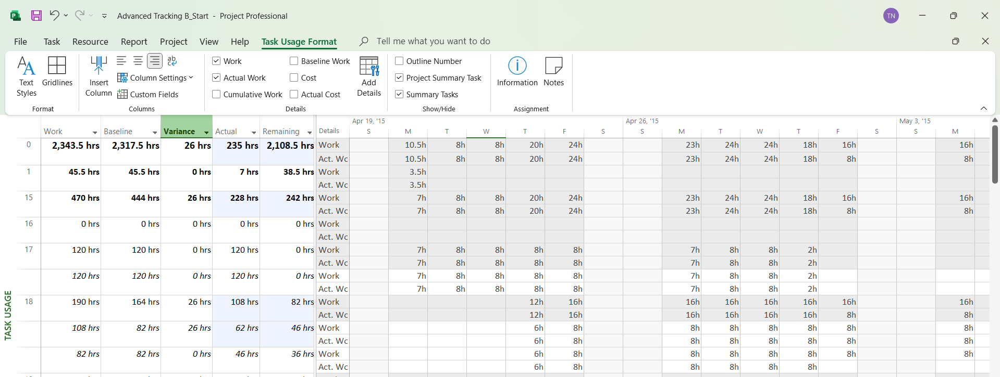 Advanced Tracking B_Start - Project Professional
TN
File Task Resource Report Project View Help Task Usage Format Tell me what you want to do
Text Styles
Gridlines
Format
Insert Column
Column Settings
Custom Fields
Columns
Work
Actual Work
Cumulative Work
Baseline Work
Cost
Actual Cost
Add Details
Details
Outline Number
Project Summary Task
Summary Tasks
Show/Hide
Information
Notes
Assignment
Apr 19, '15 Apr 26, '15 May 3, '15
Work Baseline Variance Actual Remaining Details S M T W T F S S M T W T F S S M
0 2,343.5 hrs 2,317.5 hrs 26 hrs 235 hrs 2,108.5 hrs Work 10.5h 8h 8h 20h 24h 23h 24h 24h 18h 16h 16h
Act. Wc 10.5h 8h 8h 20h 24h 23h 24h 24h 18h 8h 8h
1 45.5 hrs 45.5 hrs 0 hrs 7 hrs 38.5 hrs Work 3.5h
Act. Wc 3.5h
15 470 hrs 444 hrs 26 hrs 228 hrs 242 hrs Work 7h 8h 8h 20h 24h 23h 24h 24h 18h 16h 16h
Act. Wc 7h 8h 8h 20h 24h 23h 24h 24h 18h 8h 8h
16 0 hrs 0 hrs 0 hrs 0 hrs 0 hrs Work
Act. Wc
17 120 hrs 120 hrs 0 hrs 120 hrs 0 hrs Work 7h 8h 8h 8h 8h 7h 8h 8h 2h
Act. Wc 7h 8h 8h 8h 8h 7h 8h 8h 2h
120 hrs 120 hrs 0 hrs 120 hrs 0 hrs Work 7h 8h 8h 8h 8h 7h 8h 8h 2h
Act. Wc 7h 8h 8h 8h 8h 7h 8h 8h 2h
18 190 hrs 164 hrs 26 hrs 108 hrs 82 hrs Work 12h 16h 16h 16h 16h 16h 16h 16h
Act. Wc 12h 16h 16h 16h 16h 16h 8h 8h
108 hrs 82 hrs 26 hrs 62 hrs 46 hrs Work 6h 8h 8h 8h 8h 8h 8h 8h
Act. Wc 6h 8h 8h 8h 8h 8h 8h 8h
82 hrs 82 hrs 0 hrs 46 hrs 36 hrs Work 6h 8h 8h 8h 8h 8h 8h 8h
Act. Wc 6h 8h 8h 8h 8h 8h
TASK USAGE